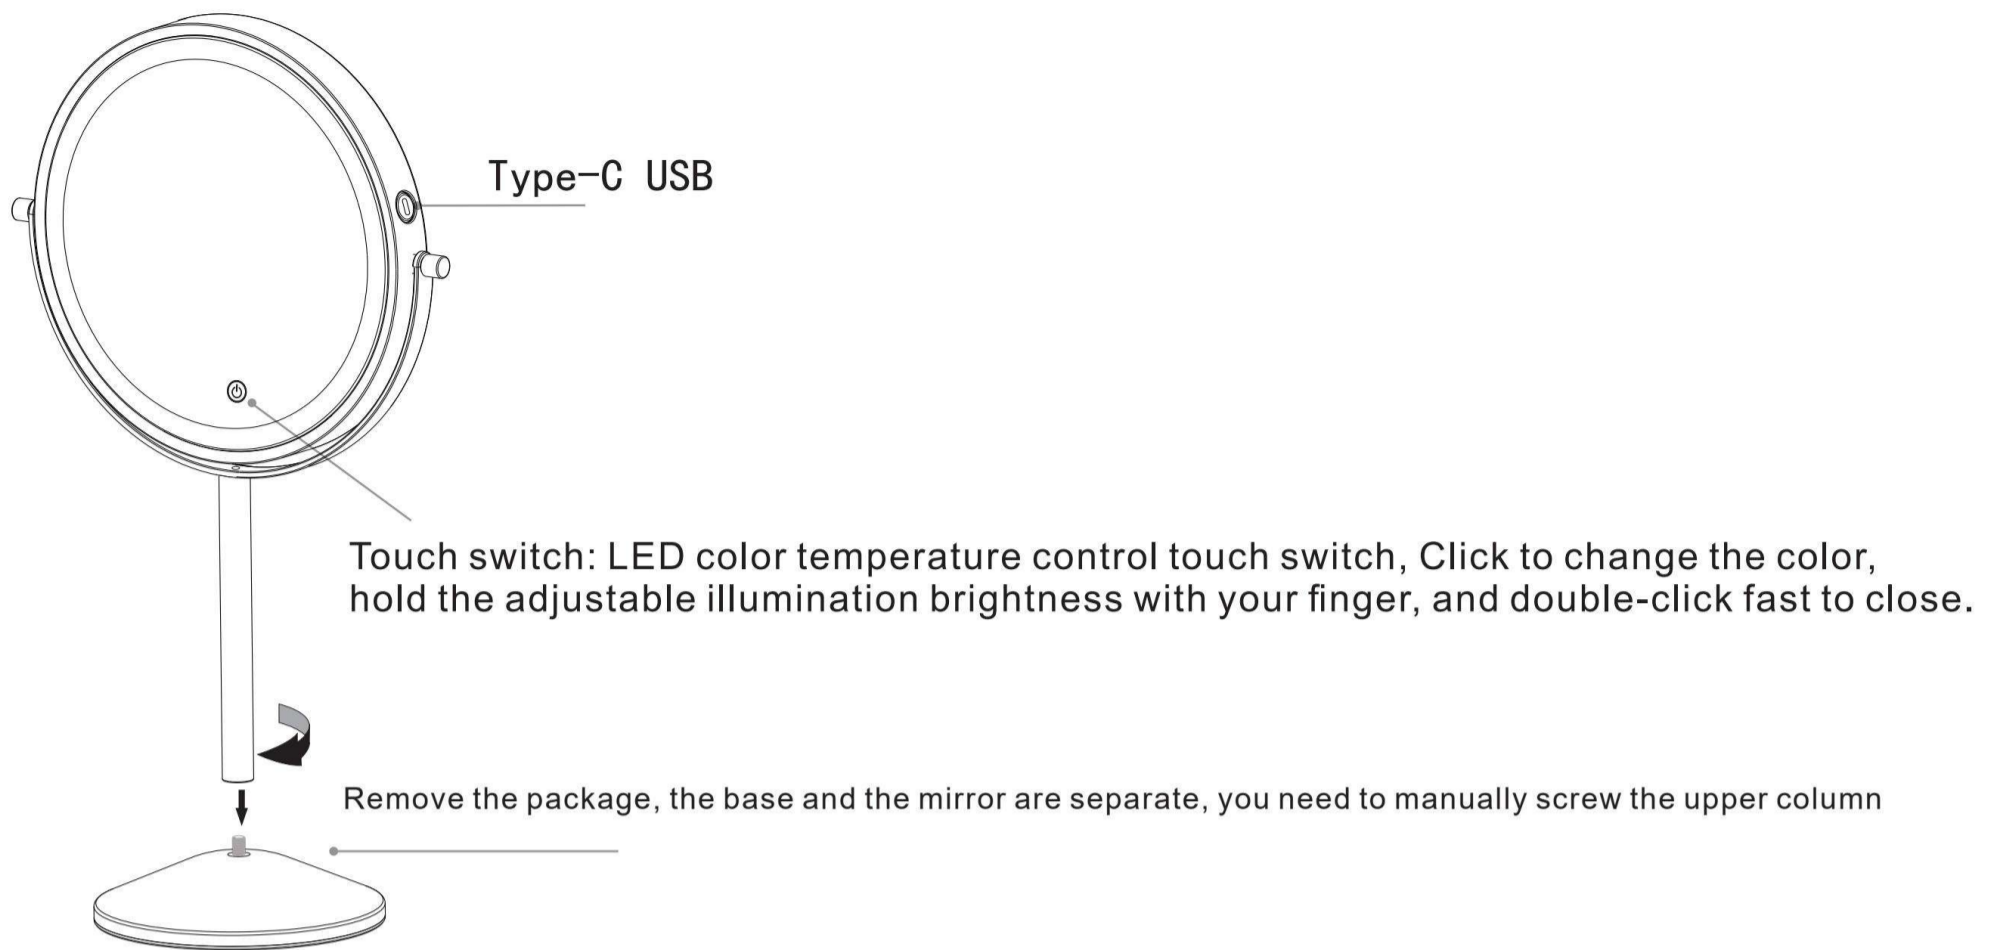 Type-C USB
Touch switch: LED color temperature control touch switch, Click to change the color,
hold the adjustable illumination brightness with your finger, and double-click fast to close.
Remove the package, the base and the mirror are separate, you need to manually screw the upper column